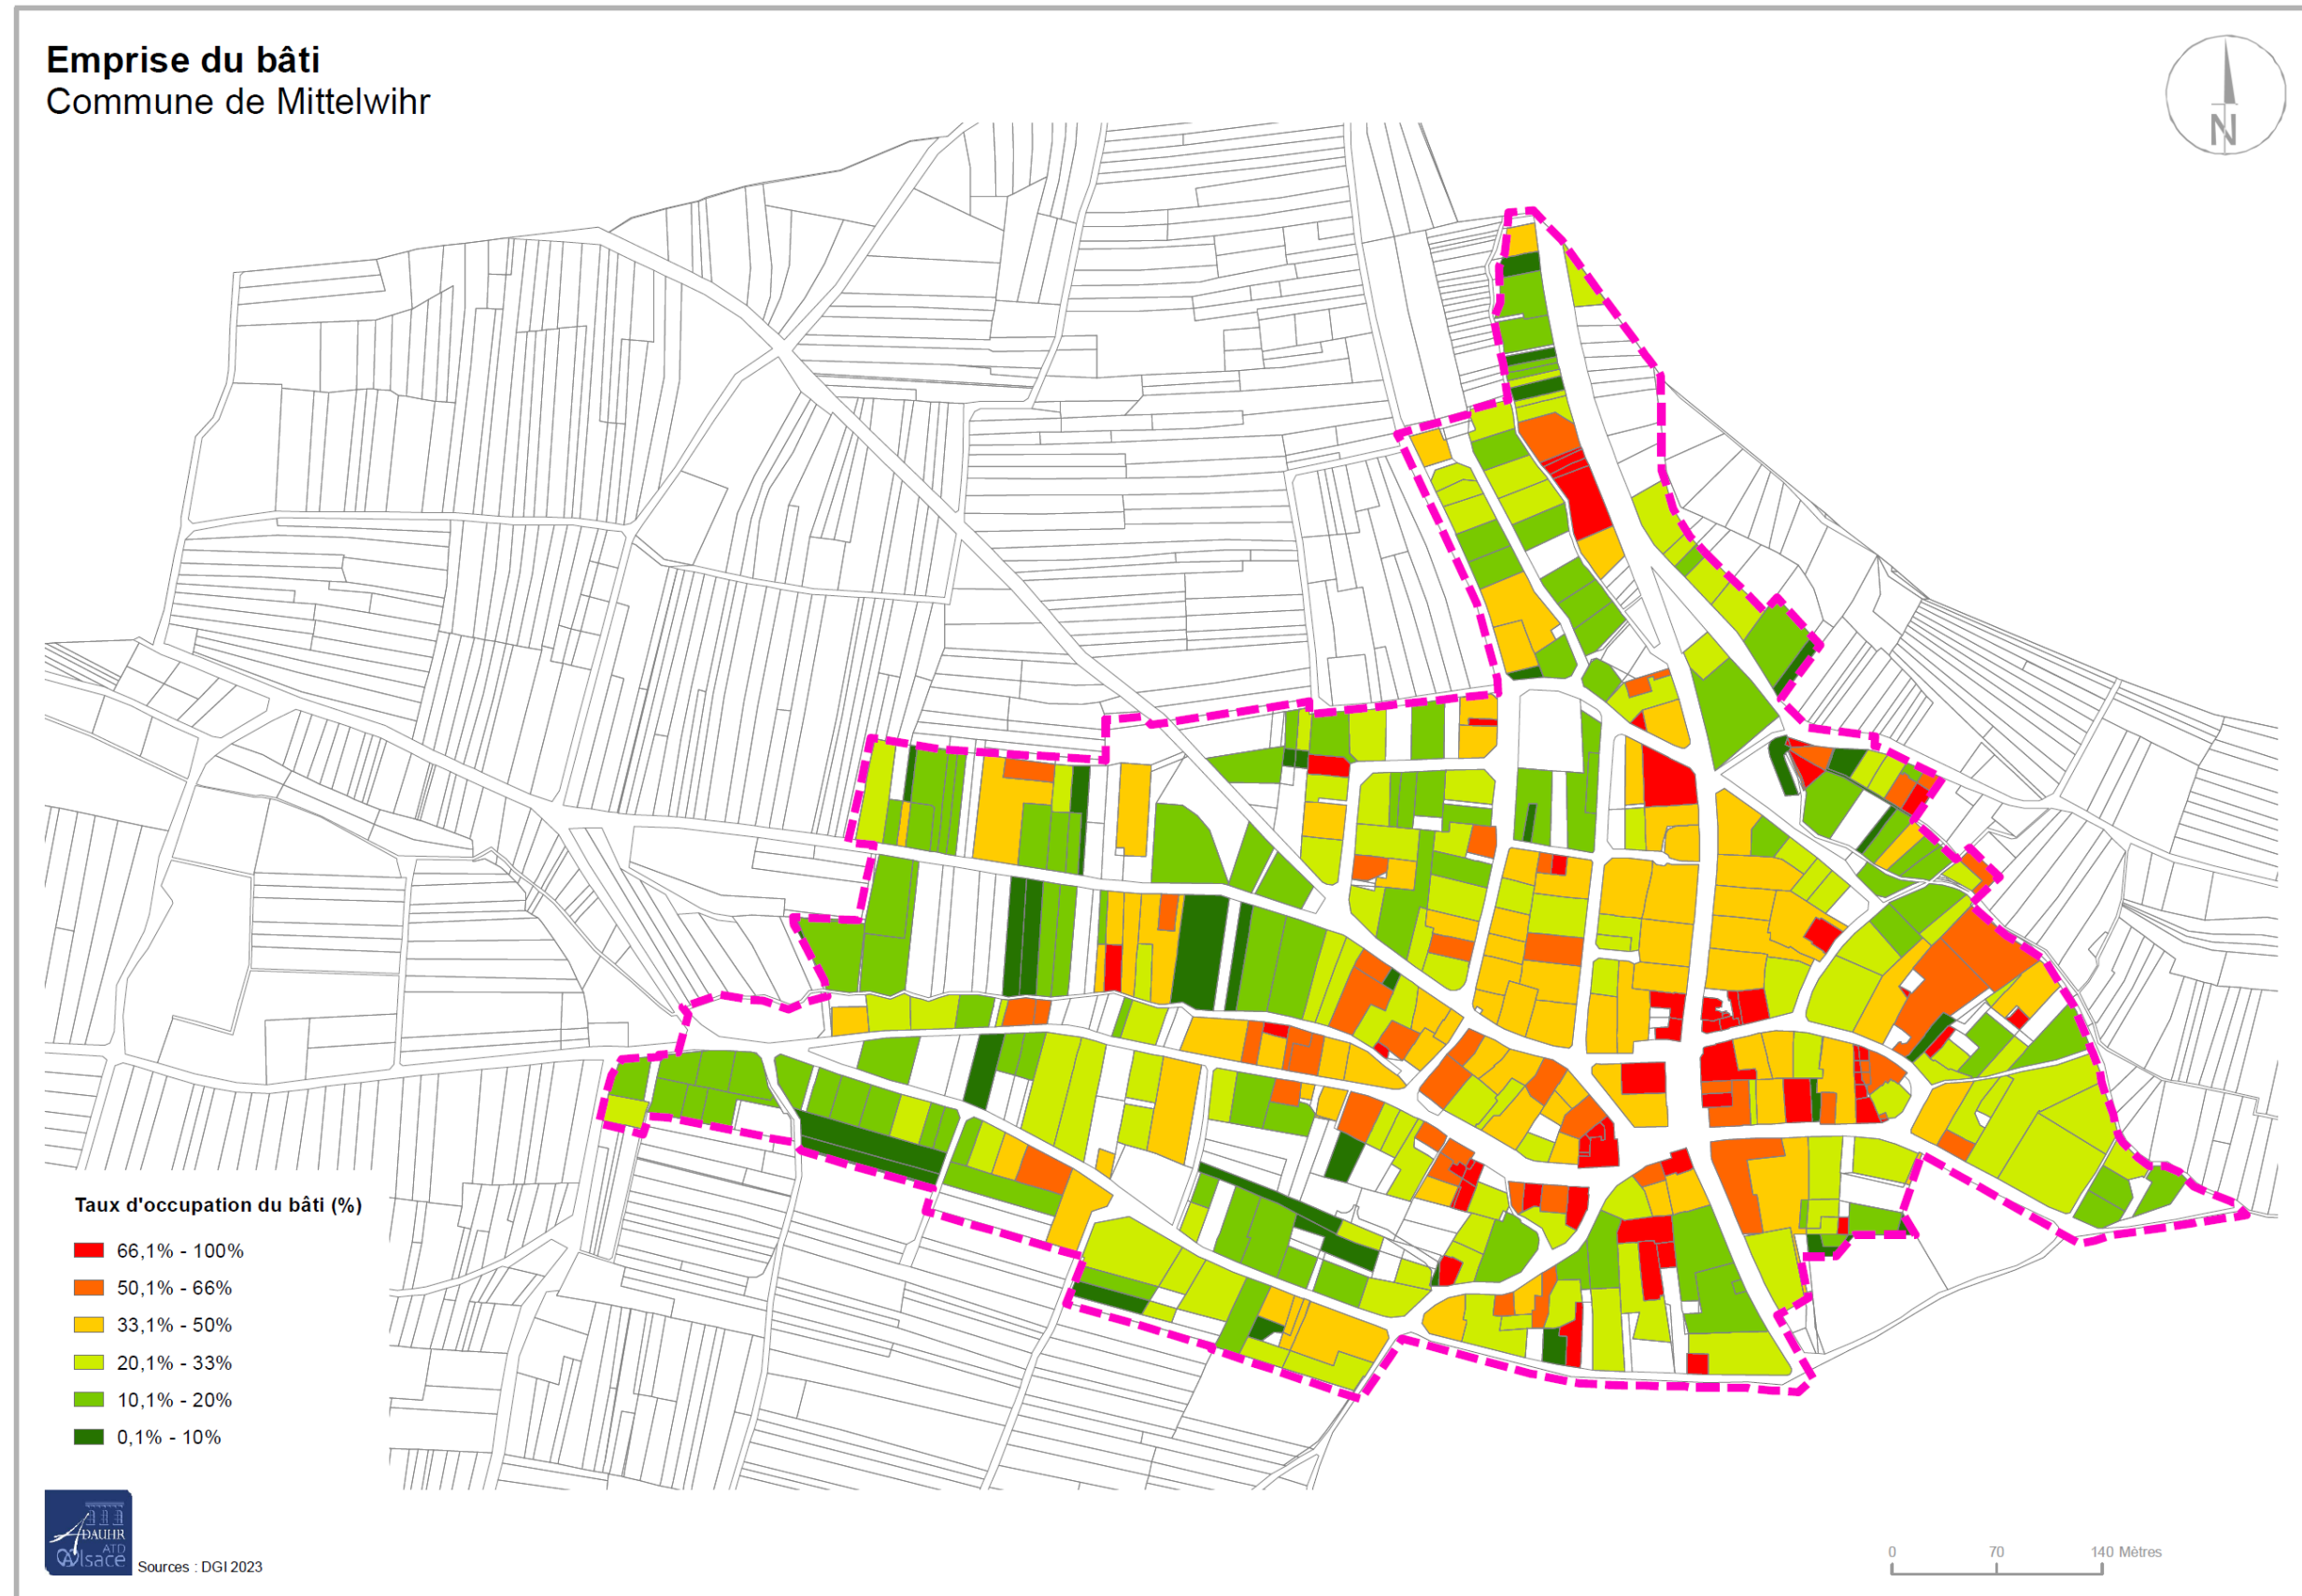 Emprise du bâti
Commune de Mittelwihr
N
Taux d'occupation du bâti (%)
66,1% - 100%
50,1% - 66%
33,1% - 50%
20,1% - 33%
10,1% - 20%
0,1% - 10%
ADAUHR
ATD
Alsace
Sources : DGI 2023
0 70 140 Mètres